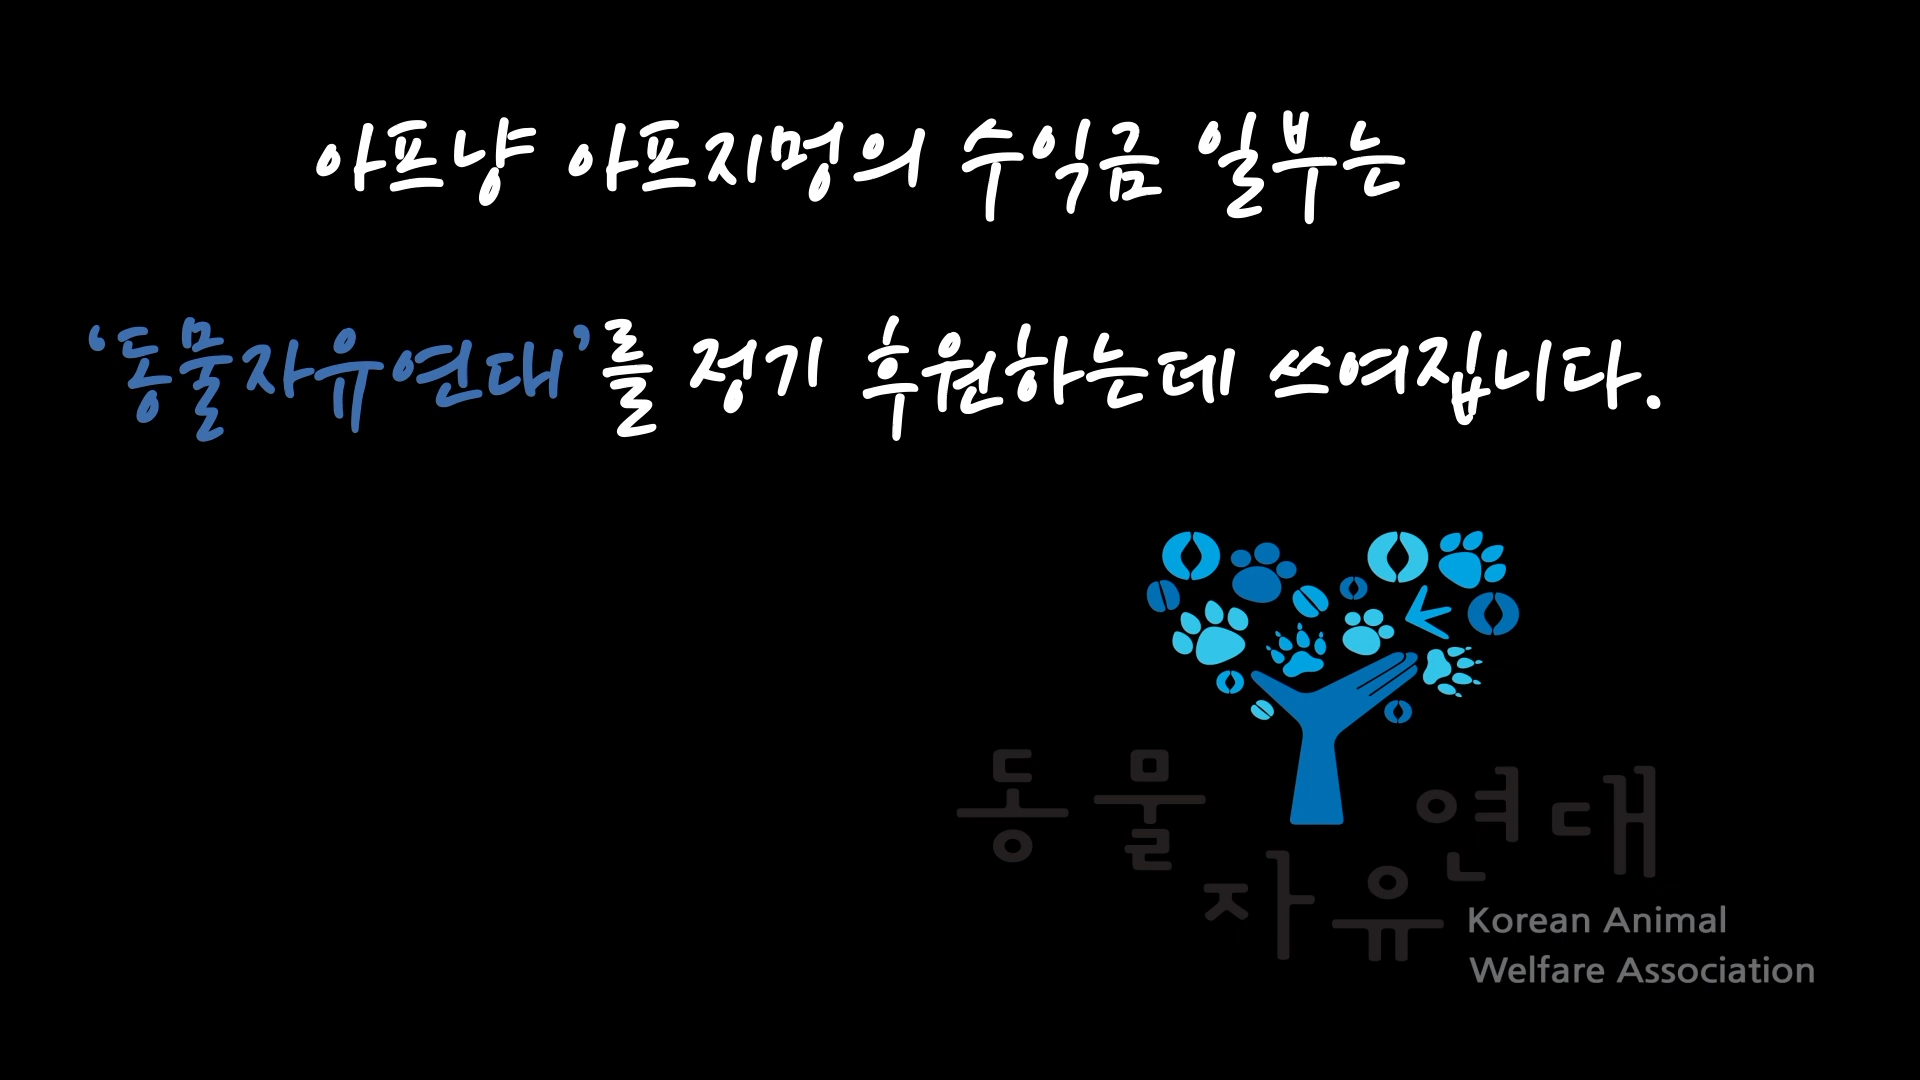 아프냥 아프지멍의 수익금 일부는
‘동물자유연대’를 정기 후원하는데 쓰여집니다.
동물
자유
연대
Korean Animal
Welfare Association